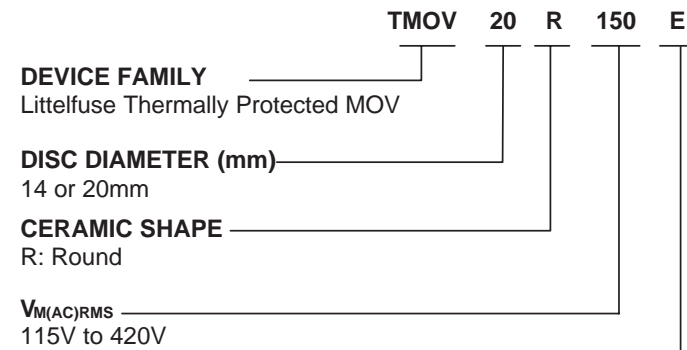 TMOV 20 R 150 E
DEVICE FAMILY
Littelfuse Thermally Protected MOV
DISC DIAMETER (mm)
14 or 20mm
CERAMIC SHAPE
R: Round
VM(AC)RMS
115V to 420V